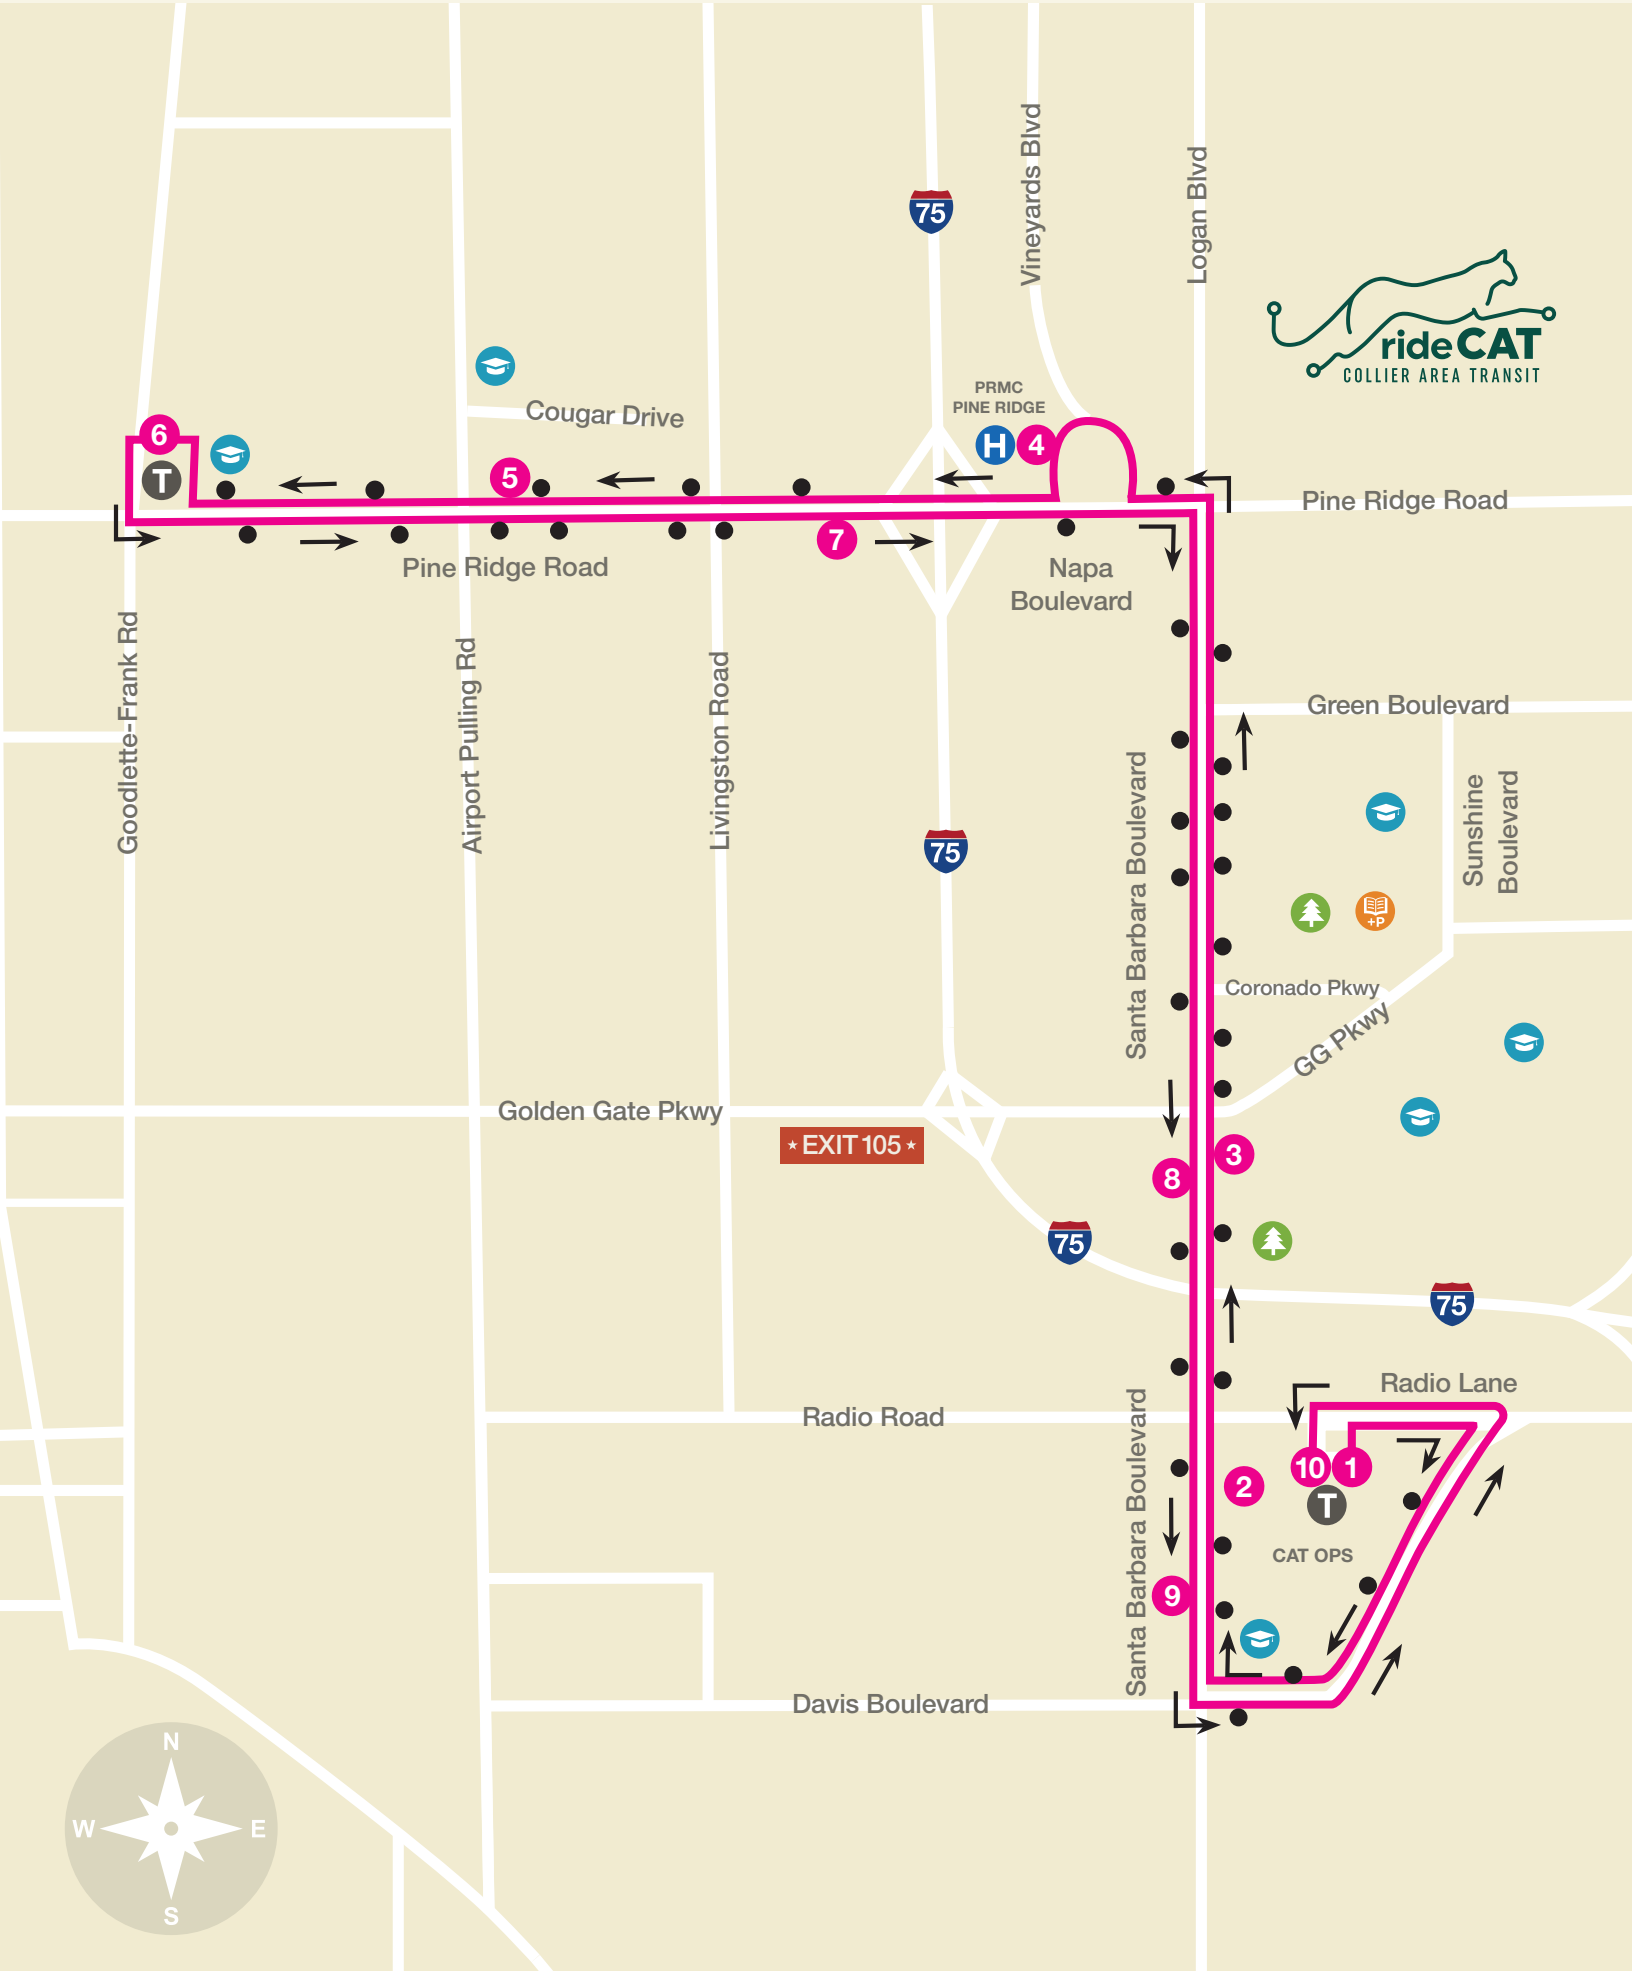 75
Vineyards Blvd
Logan Blvd
rideCAT
COLLIER AREA TRANSIT
PRMC
PINE RIDGE
Cougar Drive
6
T
5
H
4
Pine Ridge Road
7
Pine Ridge Road
Napa
Boulevard
Goodlette-Frank Rd
Airport Pulling Rd
Livingston Road
75
Green Boulevard
Santa Barbara Boulevard
Sunshine
Boulevard
+P
Coronado Pkwy
GG Pkwy
Golden Gate Pkwy
EXIT 105
3
8
75
75
Radio Lane
Radio Road
Santa Barbara Boulevard
2
10
1
T
CAT OPS
9
Davis Boulevard
N
W
E
S